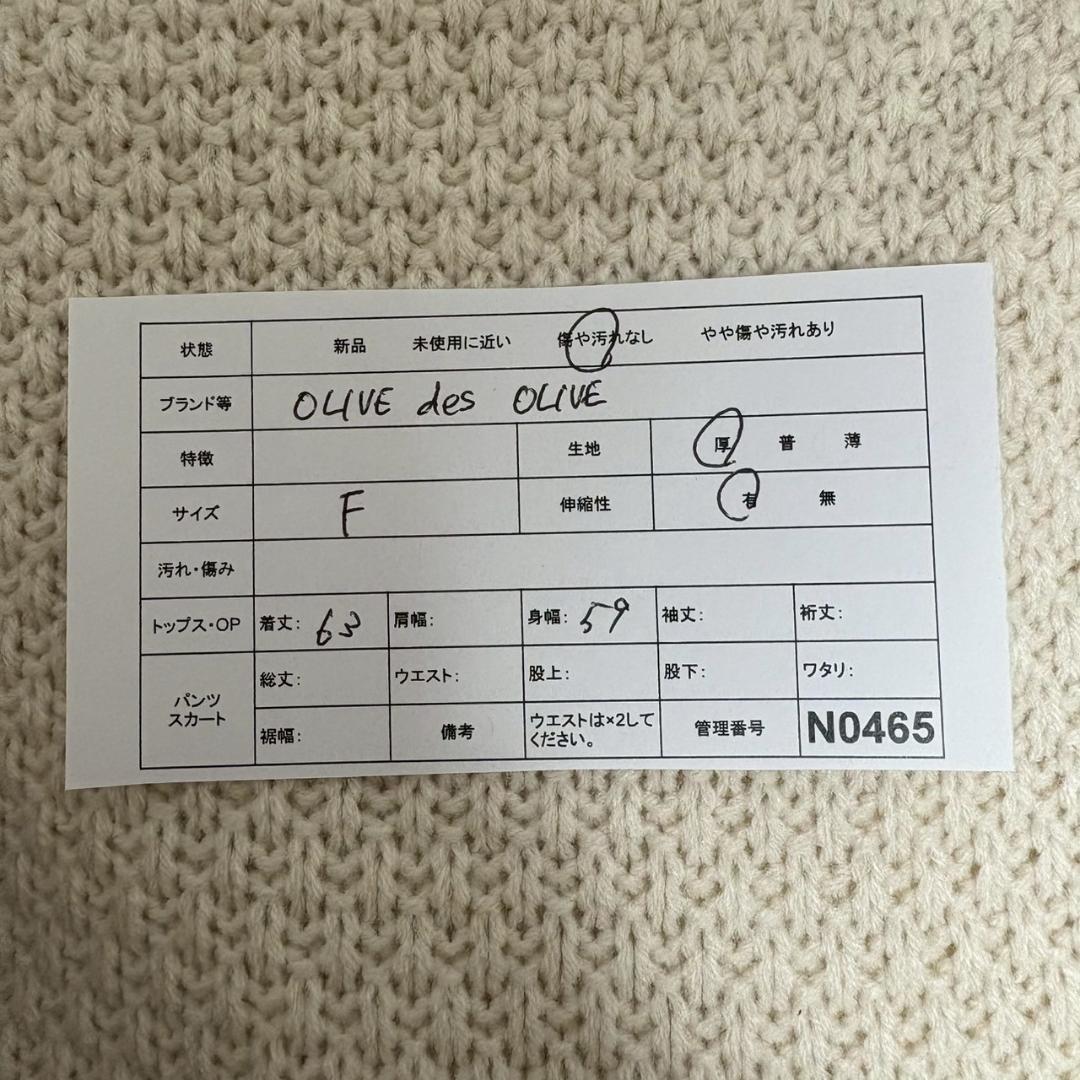 状態 新品 未使用に近い 傷や汚れなし やや傷や汚れあり
ブランド等 OLIVE des OLIVE
特徴 生地 厚 普 薄
サイズ F 伸縮性 有 無
汚れ・傷み
トップス・OP 着丈: 63 肩幅: 身幅: 59 袖丈: 裄丈:
パンツ スカート 総丈: ウエスト: 股上: 股下: ワタリ:
裾幅: 備考 ウエストは×2して ください。 管理番号 N0465